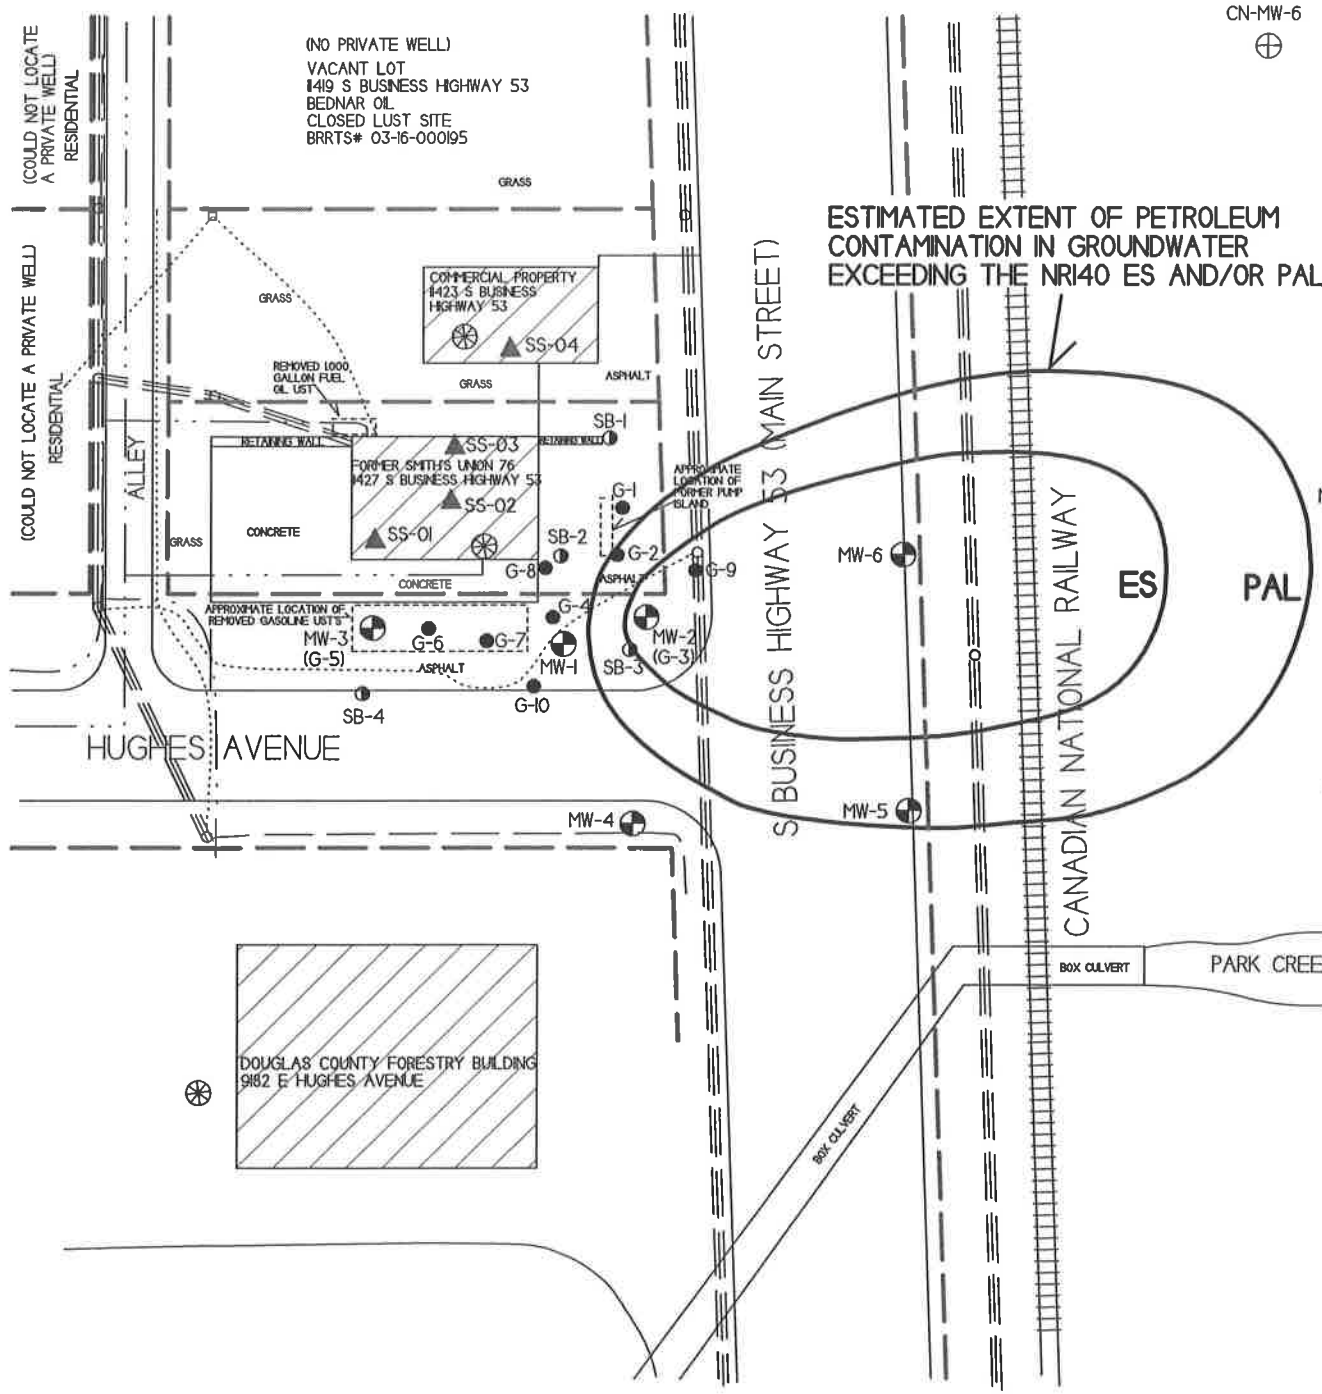 CN-MW-6
(COULD NOT LOCATE
A PRIVATE WELL)
RESIDENTIAL
(NO PRIVATE WELL)
VACANT LOT
11419 S BUSINESS HIGHWAY 53
BEDNAR OIL
CLOSED LUST SITE
BRRTS# 03-16-000195
GRASS
ESTIMATED EXTENT OF PETROLEUM
CONTAMINATION IN GROUNDWATER
EXCEEDING THE NR140 ES AND/OR PAL
(COULD NOT LOCATE A PRIVATE WELL)
RESIDENTIAL
ALLEY
GRASS
COMMERCIAL PROPERTY
11423 S BUSINESS
HIGHWAY 53
SS-04
REMOVED 1,000
GALLON FUEL
OIL UST
GRASS
ASPHALT
SB-1
RETAINING WALL
RETAINING WALL
SS-03
FORMER SMITH'S UNION 76
11427 S BUSINESS HIGHWAY 53
SS-02
SS-01
APPROXIMATE
LOCATION OF
FORMER PUMP
ISLAND
G-1
CONCRETE
GRASS
SB-2
G-2
G-8
G-9
ASPHALT
CONCRETE
MW-6
ES
PAL
S BUSINESS HIGHWAY 53 (MAIN STREET)
CANADIAN NATIONAL RAILWAY
APPROXIMATE LOCATION OF
REMOVED GASOLINE UST'S
G-4
MW-3
(G-5)
G-6
G-7
MW-1
MW-2
(G-3)
SB-3
ASPHALT
SB-4
G-10
HUGHES AVENUE
MW-4
MW-5
BOX CULVERT
PARK CREE
DOUGLAS COUNTY FORESTRY BUILDING
9182 E HUGHES AVENUE
BOX CULVERT